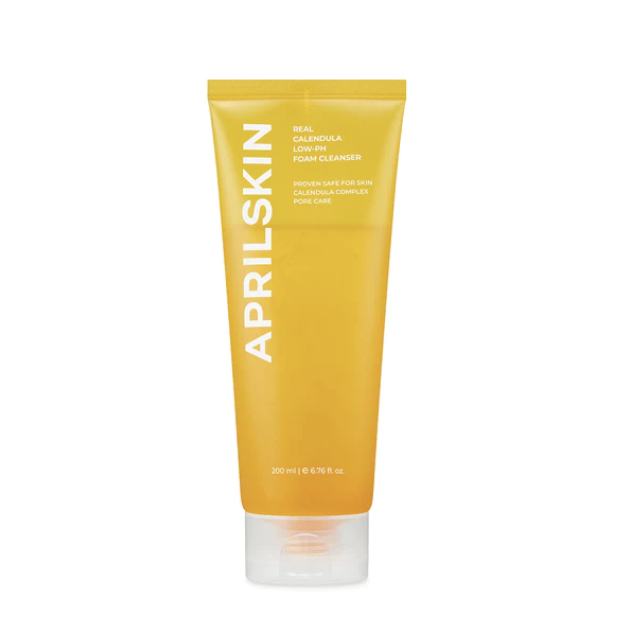 APRILSKIN
REAL
CALENDULA
LOW-PH
FOAM CLEANSER
PROVEN SAFE FOR SKIN
CALENDULA COMPLEX
PORE CARE
200 ml | ℮ 6.76 fl. oz.